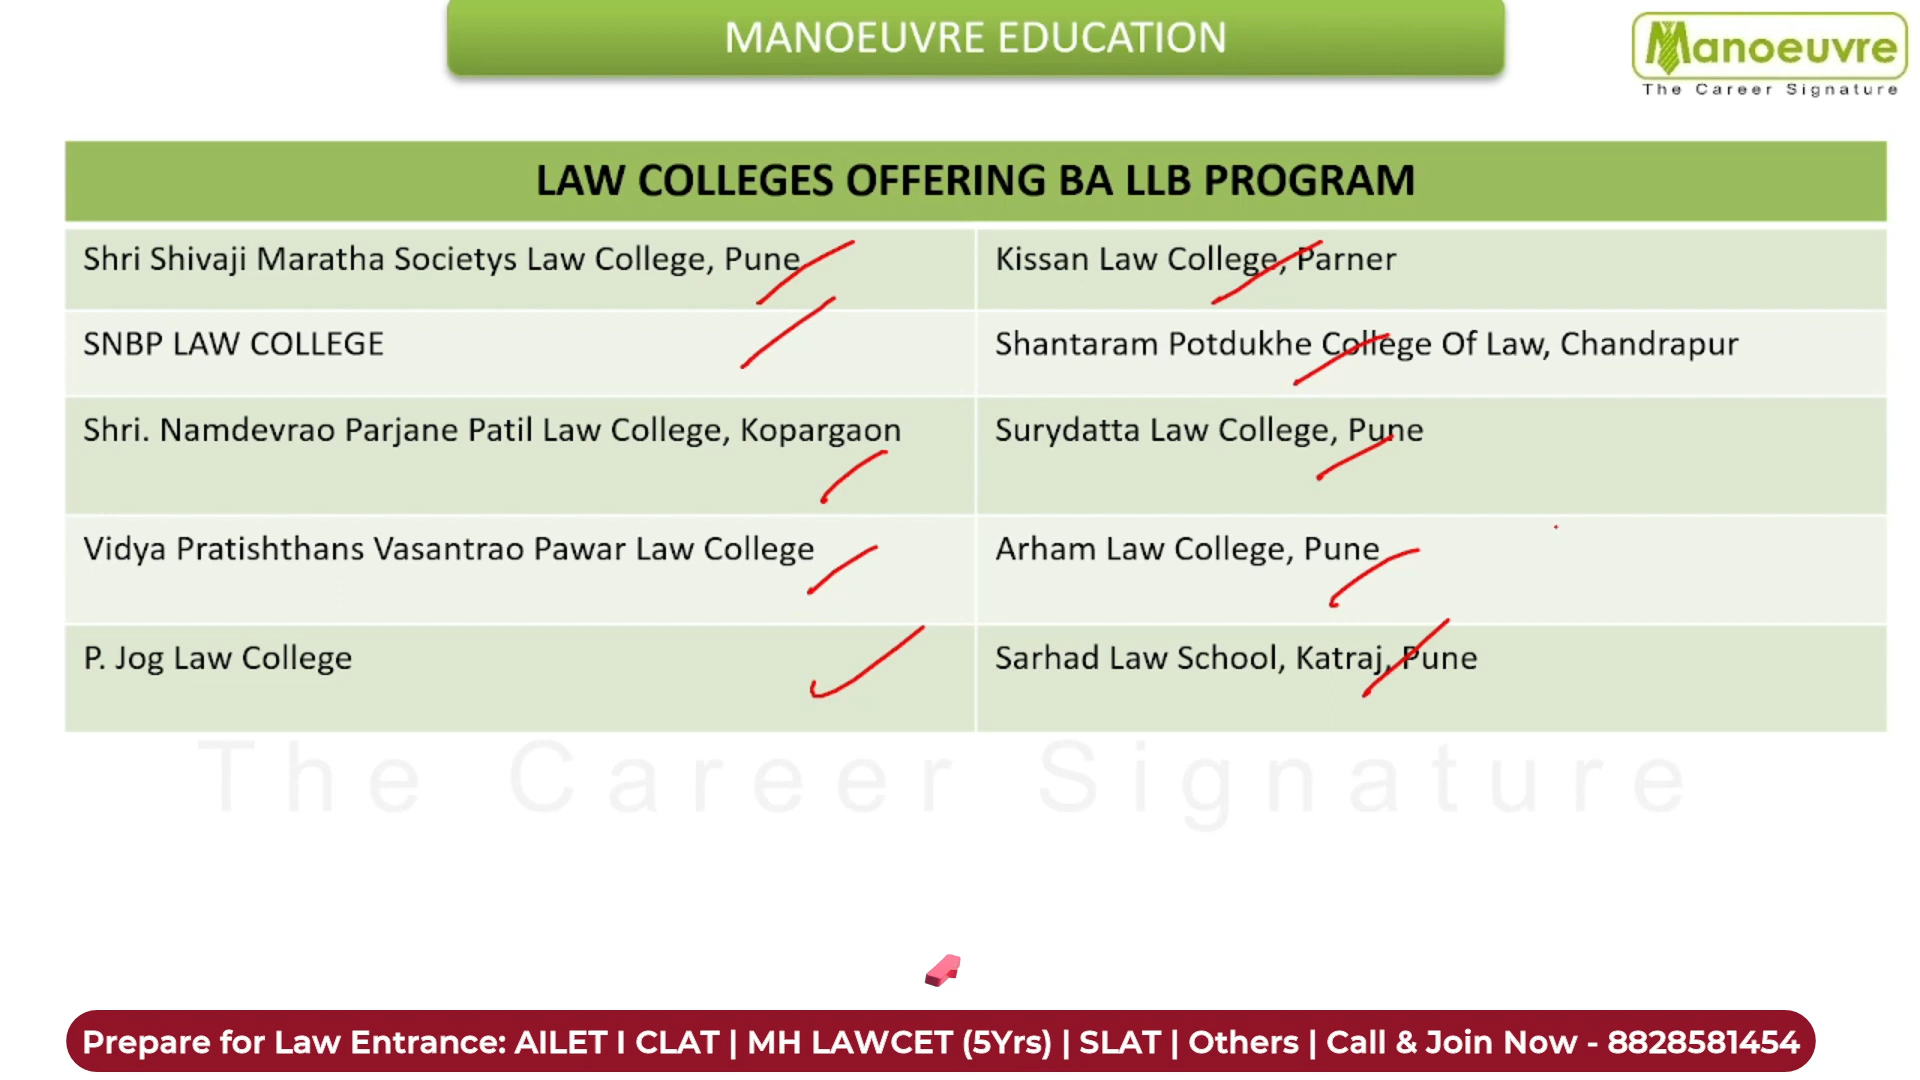 MANOEUVRE EDUCATION
Manoeuvre
The Career Signature
LAW COLLEGES OFFERING BA LLB PROGRAM
Shri Shivaji Maratha Societys Law College, Pune
Kissan Law College, Parner
SNBP LAW COLLEGE
Shantaram Potdukhe College Of Law, Chandrapur
Shri. Namdevrao Parjane Patil Law College, Kopargaon
Surydatta Law College, Pune
Vidya Pratishthans Vasantrao Pawar Law College
Arham Law College, Pune
P. Jog Law College
Sarhad Law School, Katraj, Pune
The Career Signature
Prepare for Law Entrance: AILET I CLAT | MH LAWCET (5Yrs) | SLAT | Others | Call & Join Now - 8828581454